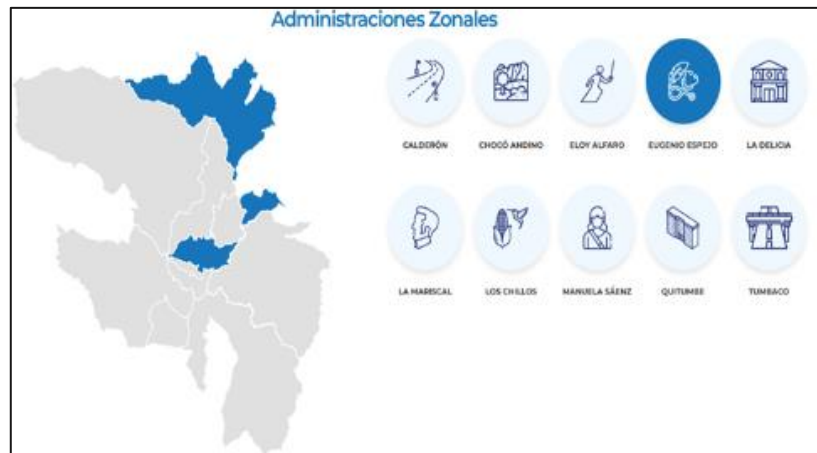 Administraciones Zonales
CALDERÓN CHOCÓ ANDINO ELOY ALFARO EUGENIO ESPEJO LA DELICIA
LA MARISCAL LOS CHILLOS MANUELA SÁENZ QUITUMBE TUMBACO